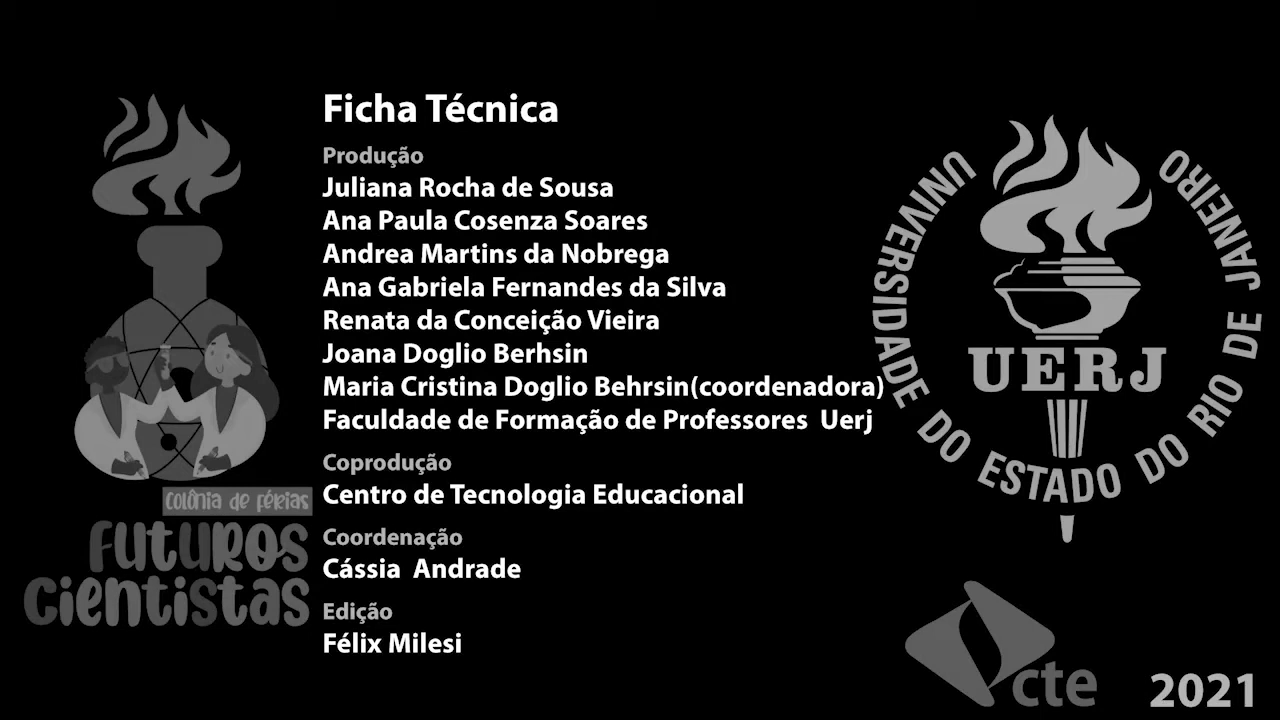 Ficha Técnica
Produção
Juliana Rocha de Sousa
Ana Paula Cosenza Soares
Andrea Martins da Nobrega
Ana Gabriela Fernandes da Silva
Renata da Conceição Vieira
Joana Doglio Berhsin
Maria Cristina Doglio Behrsin(coordenadora)
Faculdade de Formação de Professores  Uerj
Coprodução
Centro de Tecnologia Educacional
Coordenação
Cássia  Andrade
Edição
Félix Milesi
COLÔNIA DE FÉRIAS
FUTUROS
CIENTISTAS
UNIVERSIDADE DO ESTADO DO RIO DE JANEIRO
UERJ
cte
2021